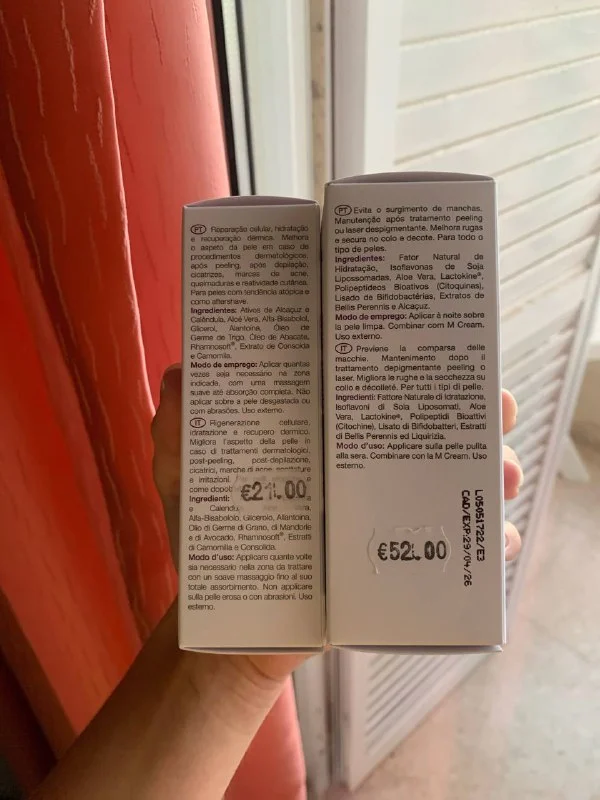 PT Reparação celular, hidratação
e recuperação dérmica. Melhora
o aspeto da pele em caso de
procedimentos dermatológicos,
após peeling, após depilação,
cicatrizes, marcas de acne,
queimaduras e reatividade cutânea.
Para peles com tendência atópica e
como aftershave.
Ingredientes: Ativos de Alcaçuz e
Calêndula, Aloé Vera, Alfa-Bisabolol,
Glicerol, Alantoína, Óleo de
Germe de Trigo, Óleo de Abacate,
Rhamnosoft®, Extrato de Consolda
e Camomila.
Modo de emprego: Aplicar quantas
vezes seja necessário na zona
indicada, com uma massagem
suave até absorção completa. Não
aplicar sobre a pele desgastada ou
com abrasões. Uso externo.
IT Rigenerazione cellulare,
idratazione e recupero dermico.
Migliora l'aspetto della pelle in
caso di trattamenti dermatologici,
post-peeling, post-depilazione,
cicatrici, marche di acne, scottature
e irritazioni.
come dopob
€21.00
Ingredienti:
e Calendu
Alfa-Bisabololo, Glicerolo, Allantoina,
Olio di Germe di Grano, di Mandorle
e di Avocado, Rhamnosoft®, Estratti
di Camomilla e Consolida.
Modo d'uso: Applicare quante volte
sia necessario nella zona da trattare
con un soave massaggio fino al suo
totale assorbimento. Non applicare
sulla pelle erosa o con abrasioni. Uso
esterno.
PT Evita o surgimento de manchas.
Manutenção após tratamento peeling
ou laser despigmentante. Melhora rugas
e secura no colo e decote. Para todo o
tipo de peles.
Ingredientes: Fator Natural de
Hidratação, Isoflavonas de Soja
Lipossomadas, Aloe Vera, Lactokine®,
Polipeptídeos Bioativos (Citoquinas),
Lisado de Bifidobactérias, Extratos de
Bellis Perennis e Alcaçuz.
Modo de emprego: Aplicar à noite sobre
a pele limpa. Combinar com M Cream.
Uso externo.
IT Previene la comparsa delle
macchie. Mantenimento dopo il
trattamento depigmentante peeling o
laser. Migliora le rughe e la secchezza su
collo e décolleté. Per tutti i tipi di pelle.
Ingredienti: Fattore Naturale di Idratazione,
Isoflavoni di Soia Liposomati, Aloe
Vera, Lactokine®, Polipeptidi Bioattivi
(Citochine), Lisato di Bifidobatteri, Estratti
di Bellis Perennis ed Liquirizia.
Modo d'uso: Applicare sulla pelle pulita
alla sera. Combinare con la M Cream. Uso
esterno.
€52.00
L05051722/E3
CAD/EXP:29/04/26